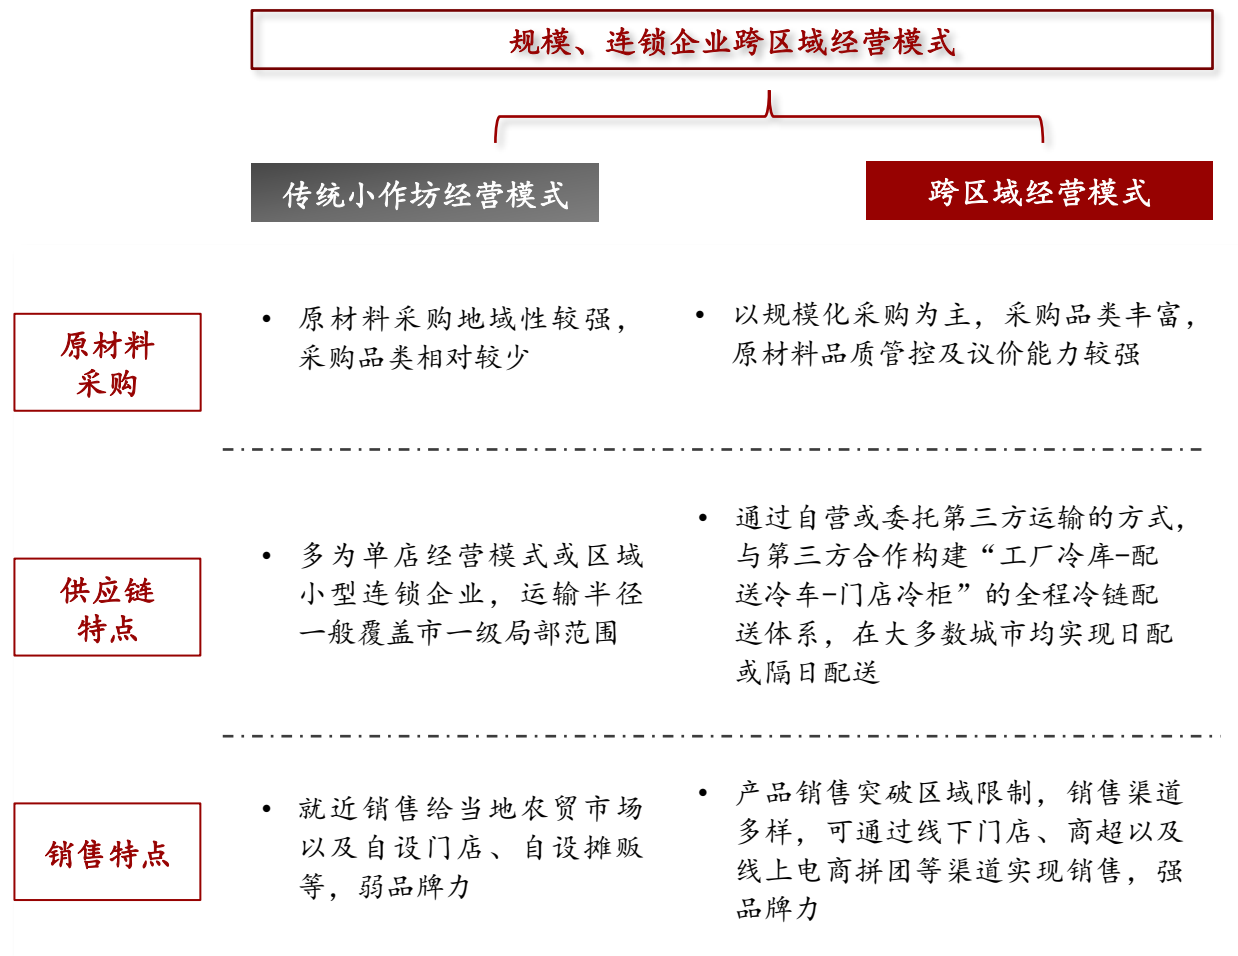 规模、连锁企业跨区域经营模式
传统小作坊经营模式
跨区域经营模式
原材料
采购
• 原材料采购地域性较强，
采购品类相对较少
• 以规模化采购为主，采购品类丰富，
原材料品质管控及议价能力较强
供应链
特点
• 多为单店经营模式或区域
小型连锁企业，运输半径
一般覆盖市一级局部范围
• 通过自营或委托第三方运输的方式，
与第三方合作构建“工厂冷库-配
送冷车-门店冷柜”的全程冷链配
送体系，在大多数城市均实现日配
或隔日配送
销售特点
• 就近销售给当地农贸市场
以及自设门店、自设摊贩
等，弱品牌力
• 产品销售突破区域限制，销售渠道
多样，可通过线下门店、商超以及
线上电商拼团等渠道实现销售，强
品牌力